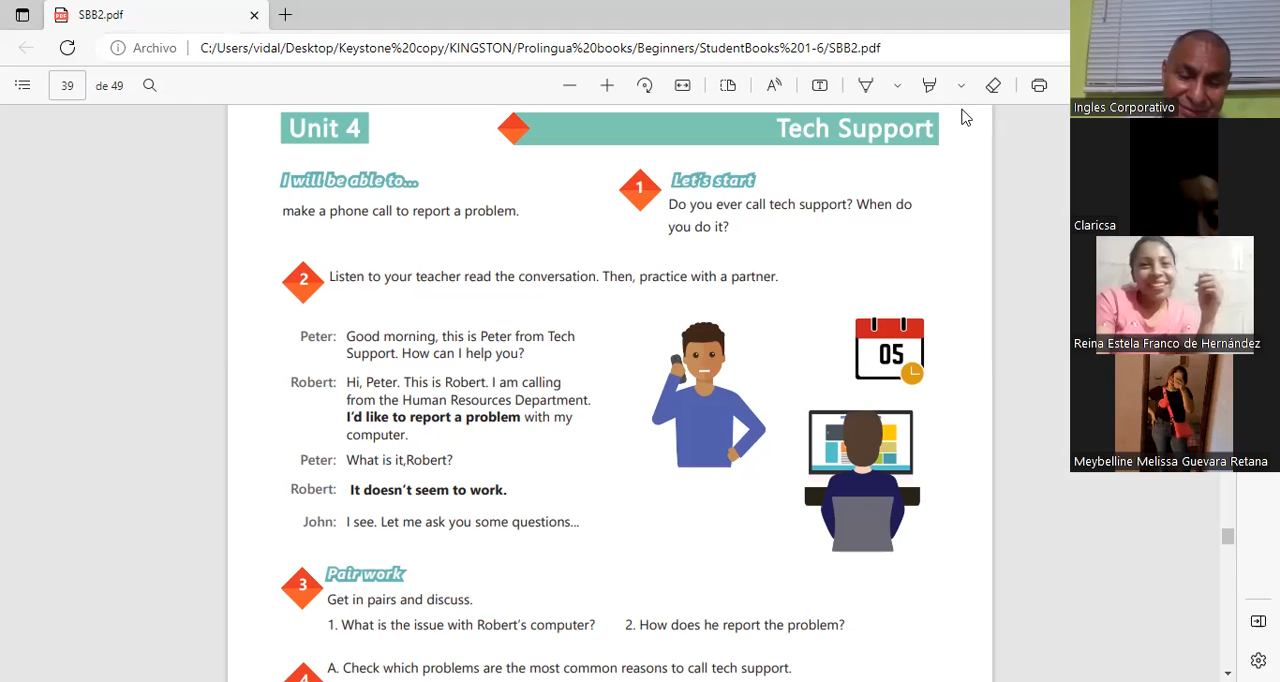 SBB2.pdf
Archivo
C:/Users/vidal/Desktop/Keystone%20copy/KINGSTON/Prolingua%20books/Beginners/StudentBooks%201-6/SBB2.pdf
39 de 49
Unit 4
Tech Support
I will be able to...
make a phone call to report a problem.
1
Let's start
Do you ever call tech support? When do
you do it?
2
Listen to your teacher read the conversation. Then, practice with a partner.
Peter: Good morning, this is Peter from Tech
Support. How can I help you?
Robert: Hi, Peter. This is Robert. I am calling
from the Human Resources Department.
I'd like to report a problem with my
computer.
Peter: What is it,Robert?
Robert: It doesn't seem to work.
John: I see. Let me ask you some questions...
05
3
Pair work
Get in pairs and discuss.
1. What is the issue with Robert's computer? 2. How does he report the problem?
4
A. Check which problems are the most common reasons to call tech support.
Ingles Corporativo
Claricsa
Reina Estela Franco de Hernández
Meybelline Melissa Guevara Retana